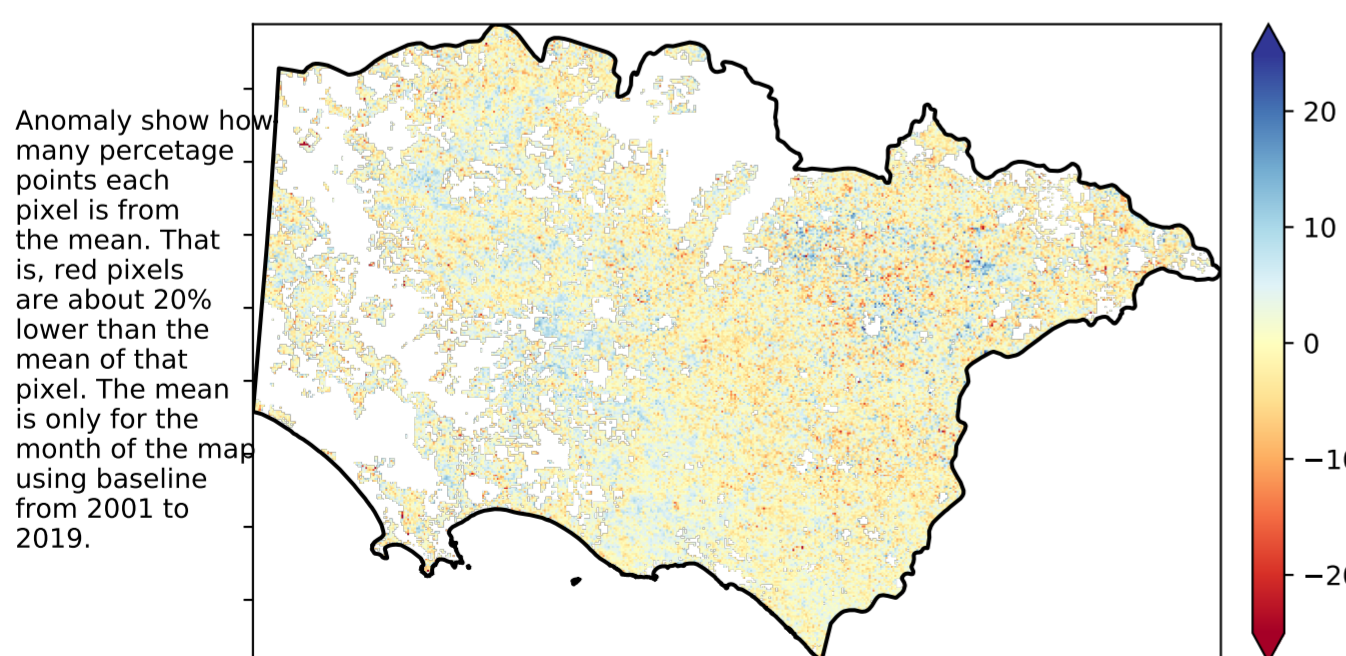 Anomaly show how
many percetage
points each
pixel is from
the mean. That
is, red pixels
are about 20%
lower than the
mean of that
pixel. The mean
is only for the
month of the map
using baseline
from 2001 to
2019.
20
10
0
−10
−20